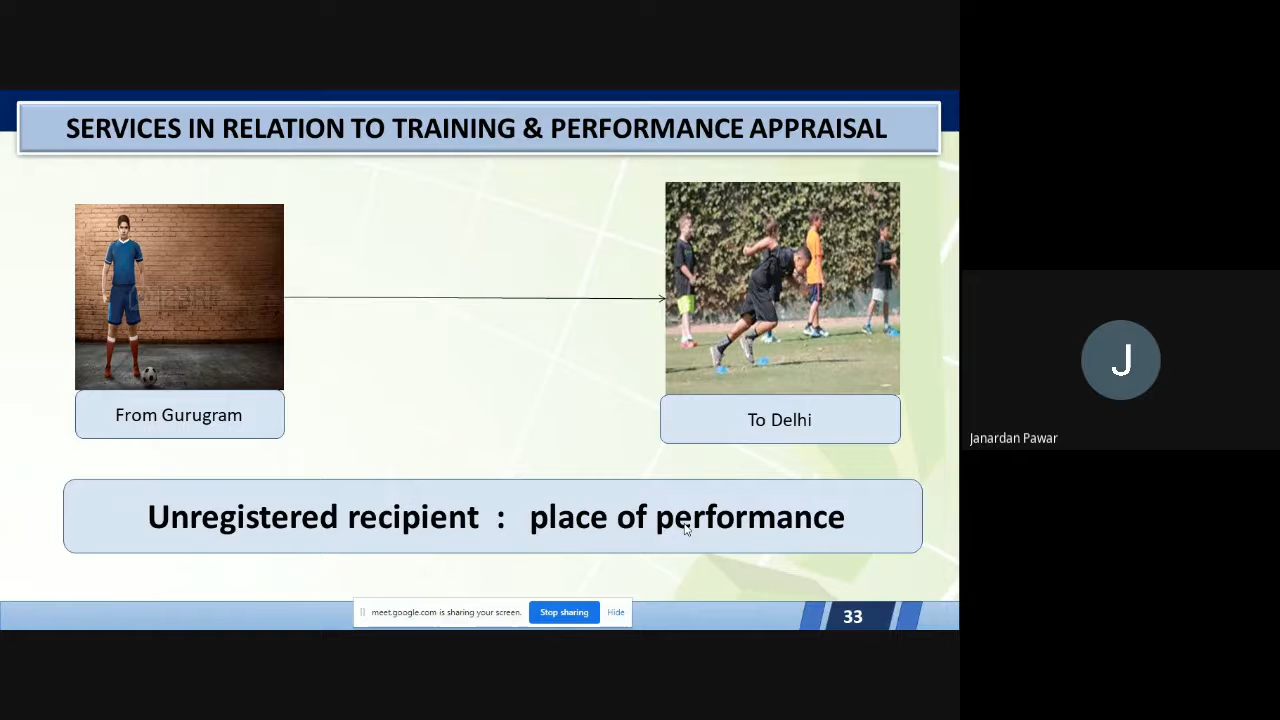 SERVICES IN RELATION TO TRAINING & PERFORMANCE APPRAISAL
From Gurugram
To Delhi
Unregistered recipient : place of performance
meet.google.com is sharing your screen.
Stop sharing
Hide
33
J
Janardan Pawar